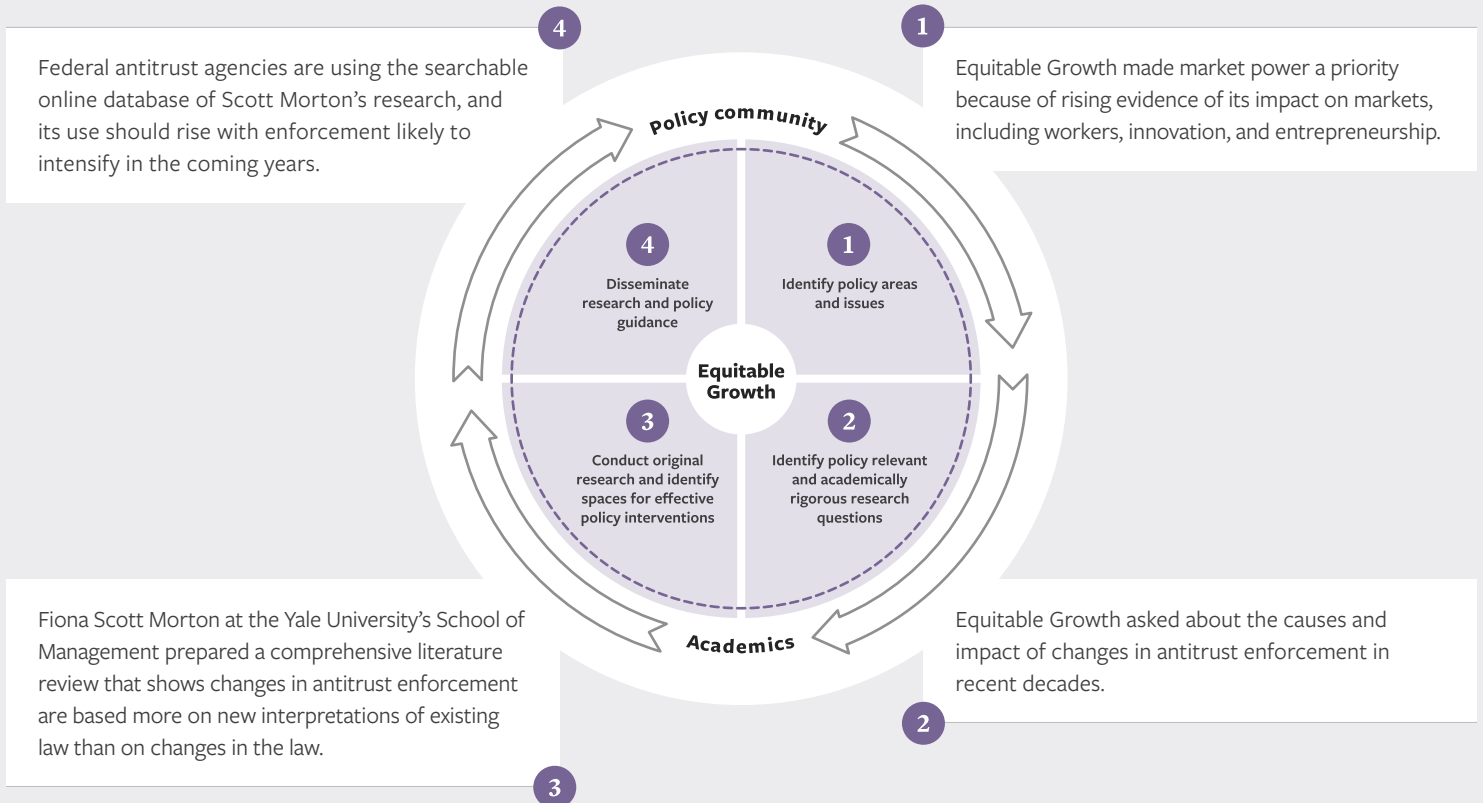 4
Federal antitrust agencies are using the searchable
online database of Scott Morton’s research, and
its use should rise with enforcement likely to
intensify in the coming years.
1
Equitable Growth made market power a priority
because of rising evidence of its impact on markets,
including workers, innovation, and entrepreneurship.
Policy community
4
Disseminate
research and policy
guidance
1
Identify policy areas
and issues
Equitable
Growth
3
Conduct original
research and identify
spaces for effective
policy interventions
2
Identify policy relevant
and academically
rigorous research
questions
Academics
Fiona Scott Morton at the Yale University’s School of
Management prepared a comprehensive literature
review that shows changes in antitrust enforcement
are based more on new interpretations of existing
law than on changes in the law.
3
Equitable Growth asked about the causes and
impact of changes in antitrust enforcement in
recent decades.
2